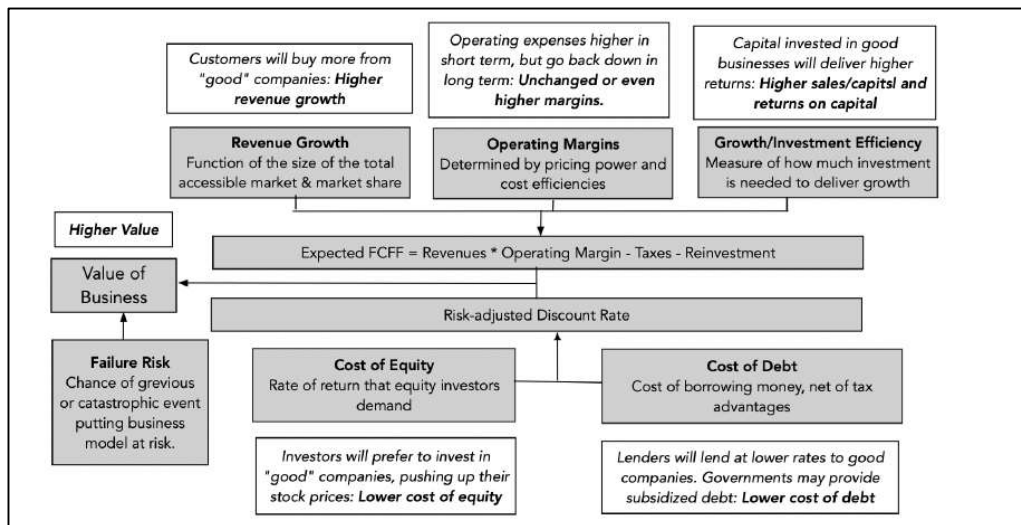 Customers will buy more from
"good" companies: Higher
revenue growth
Operating expenses higher in
short term, but go back down in
long term: Unchanged or even
higher margins.
Capital invested in good
businesses will deliver higher
returns: Higher sales/capitsl and
returns on capital
Revenue Growth
Function of the size of the total
accessible market & market share
Operating Margins
Determined by pricing power and
cost efficiencies
Growth/Investment Efficiency
Measure of how much investment
is needed to deliver growth
Higher Value
Expected FCFF = Revenues * Operating Margin - Taxes - Reinvestment
Value of
Business
Risk-adjusted Discount Rate
Failure Risk
Chance of grevious
or catastrophic event
putting business
model at risk.
Cost of Equity
Rate of return that equity investors
demand
Cost of Debt
Cost of borrowing money, net of tax
advantages
Investors will prefer to invest in
"good" companies, pushing up their
stock prices: Lower cost of equity
Lenders will lend at lower rates to good
companies. Governments may provide
subsidized debt: Lower cost of debt